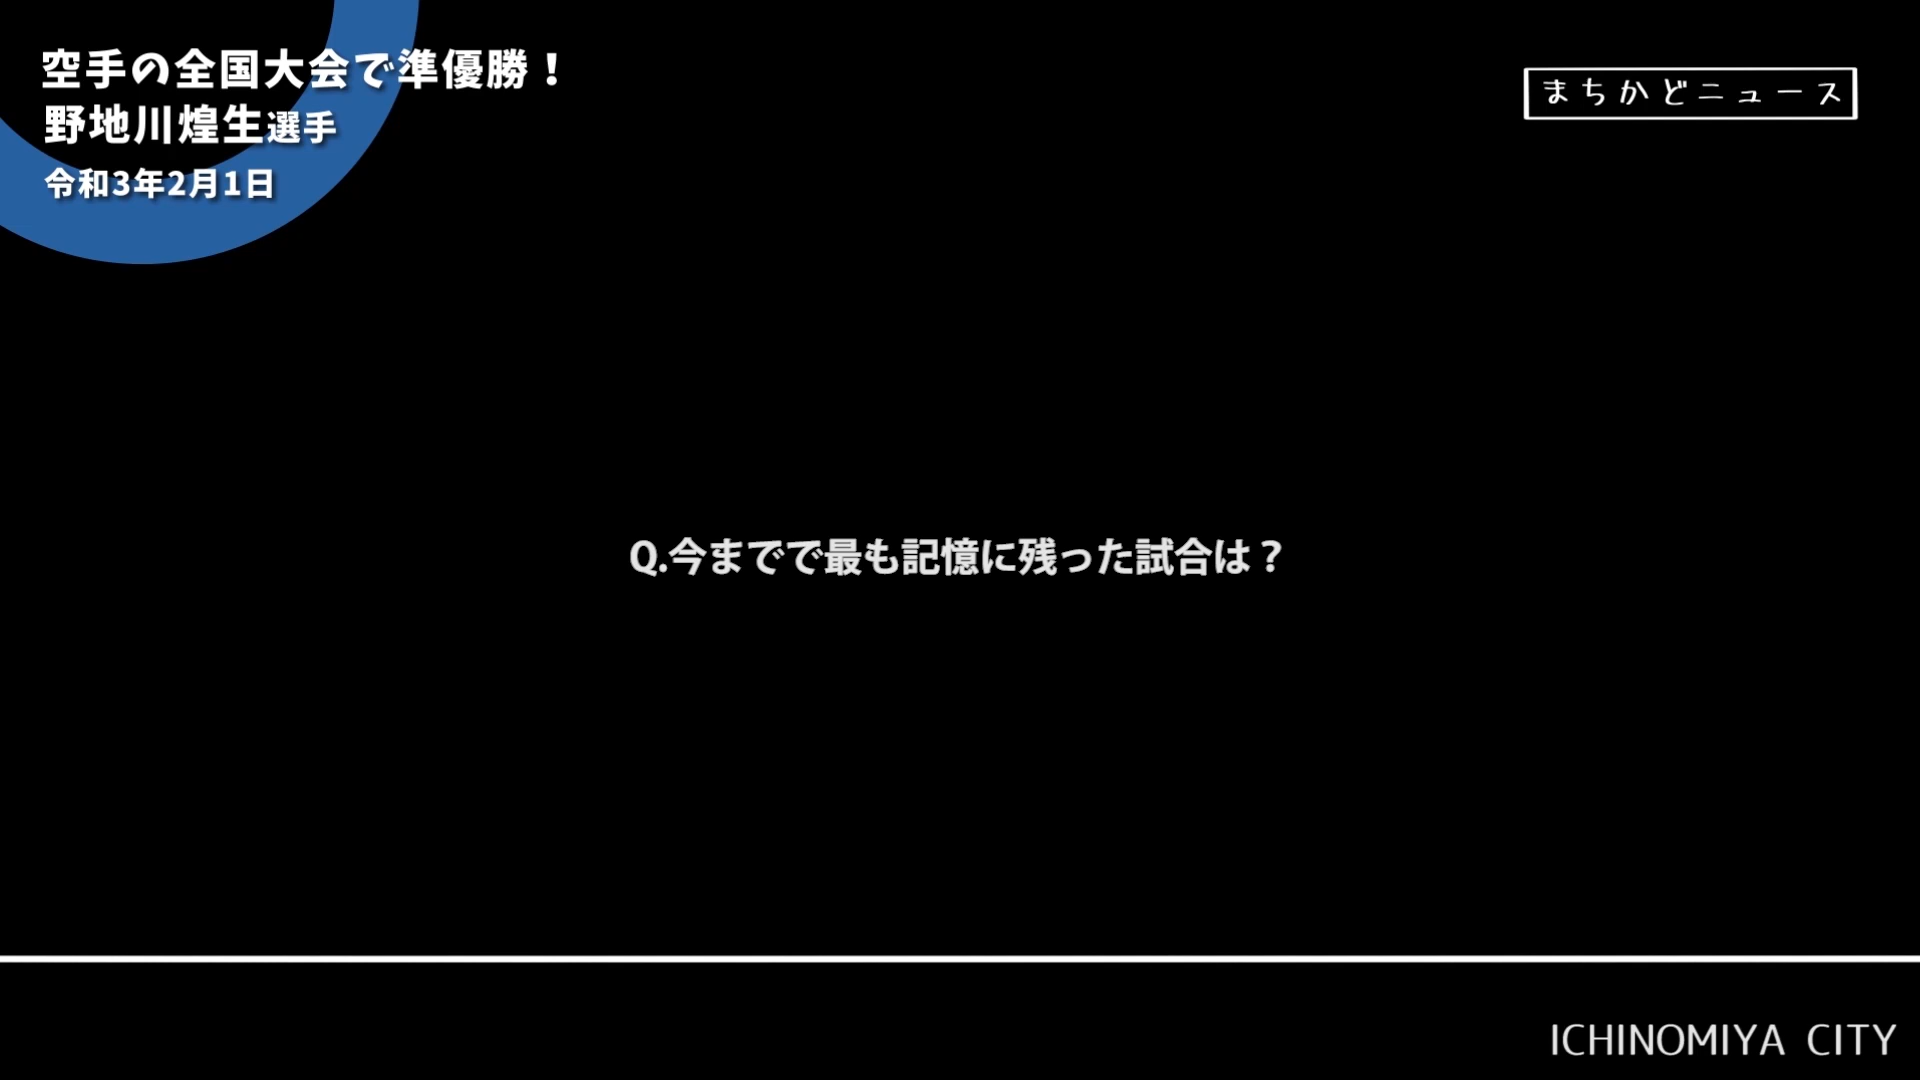 空手の全国大会で準優勝！
野地川煌生選手
令和3年2月1日
まちかどニュース
Q.今までで最も記憶に残った試合は？
ICHINOMIYA CITY